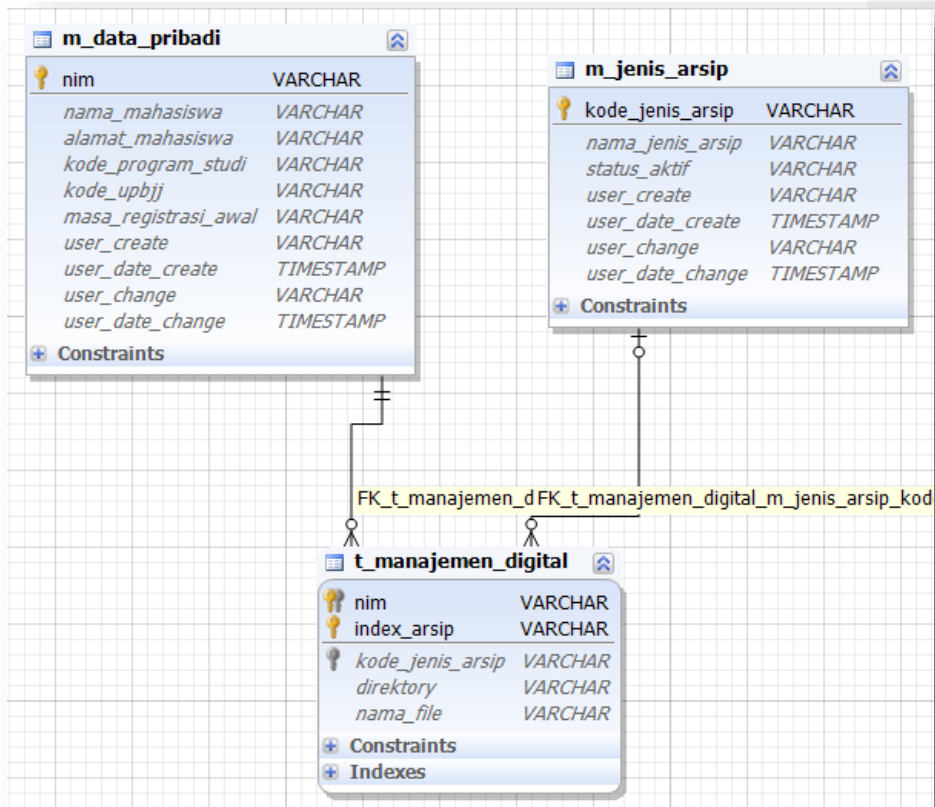 m_data_pribadi
nim VARCHAR
nama_mahasiswa VARCHAR
alamat_mahasiswa VARCHAR
kode_program_studi VARCHAR
kode_upbjj VARCHAR
masa_registrasi_awal VARCHAR
user_create VARCHAR
user_date_create TIMESTAMP
user_change VARCHAR
user_date_change TIMESTAMP
Constraints
m_jenis_arsip
kode_jenis_arsip VARCHAR
nama_jenis_arsip VARCHAR
status_aktif VARCHAR
user_create VARCHAR
user_date_create TIMESTAMP
user_change VARCHAR
user_date_change TIMESTAMP
Constraints
FK_t_manajemen_d
FK_t_manajemen_digital_m_jenis_arsip_kod
t_manajemen_digital
nim VARCHAR
index_arsip VARCHAR
kode_jenis_arsip VARCHAR
direktory VARCHAR
nama_file VARCHAR
Constraints
Indexes